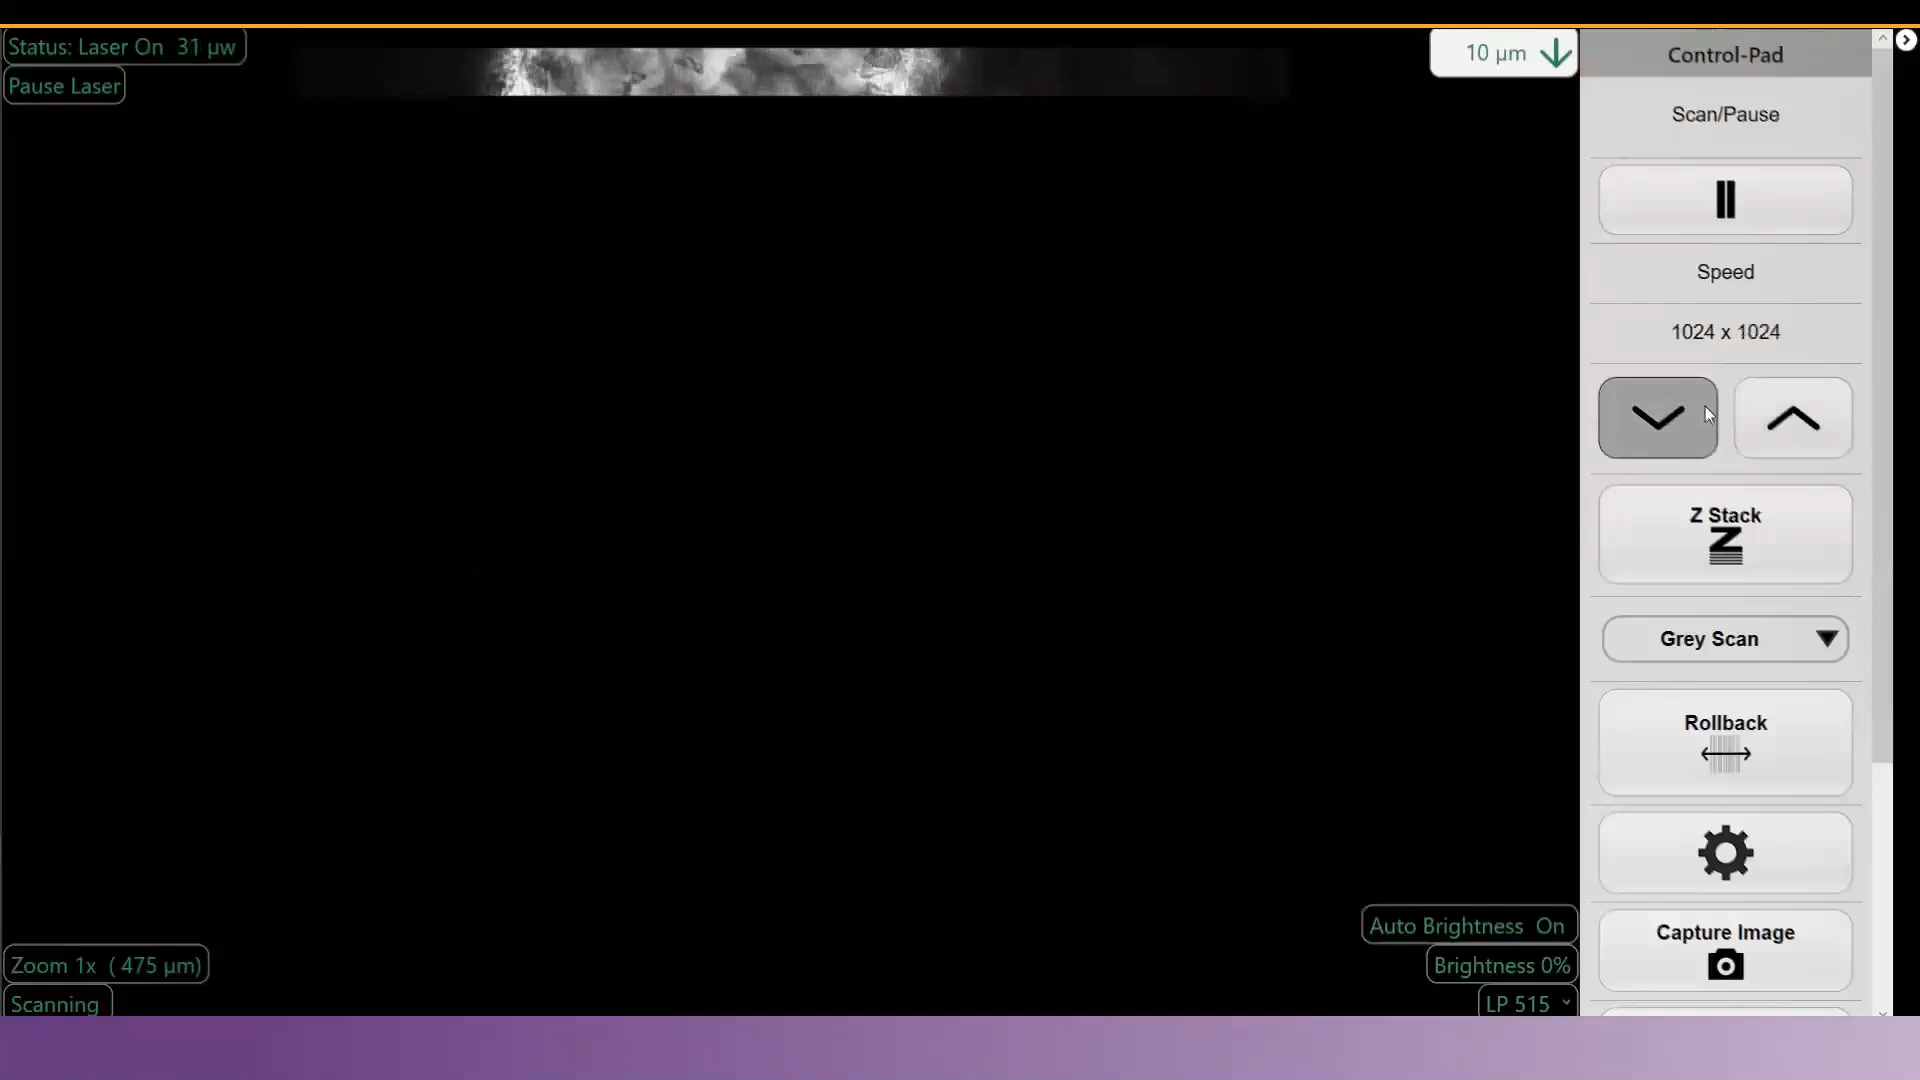 Status: Laser On 31 µw
Pause Laser
10 µm
Control-Pad
Scan/Pause
Speed
1024 x 1024
Z Stack
Grey Scan
Rollback
Capture Image
Auto Brightness On
Brightness 0%
LP 515
Zoom 1x ( 475 µm)
Scanning